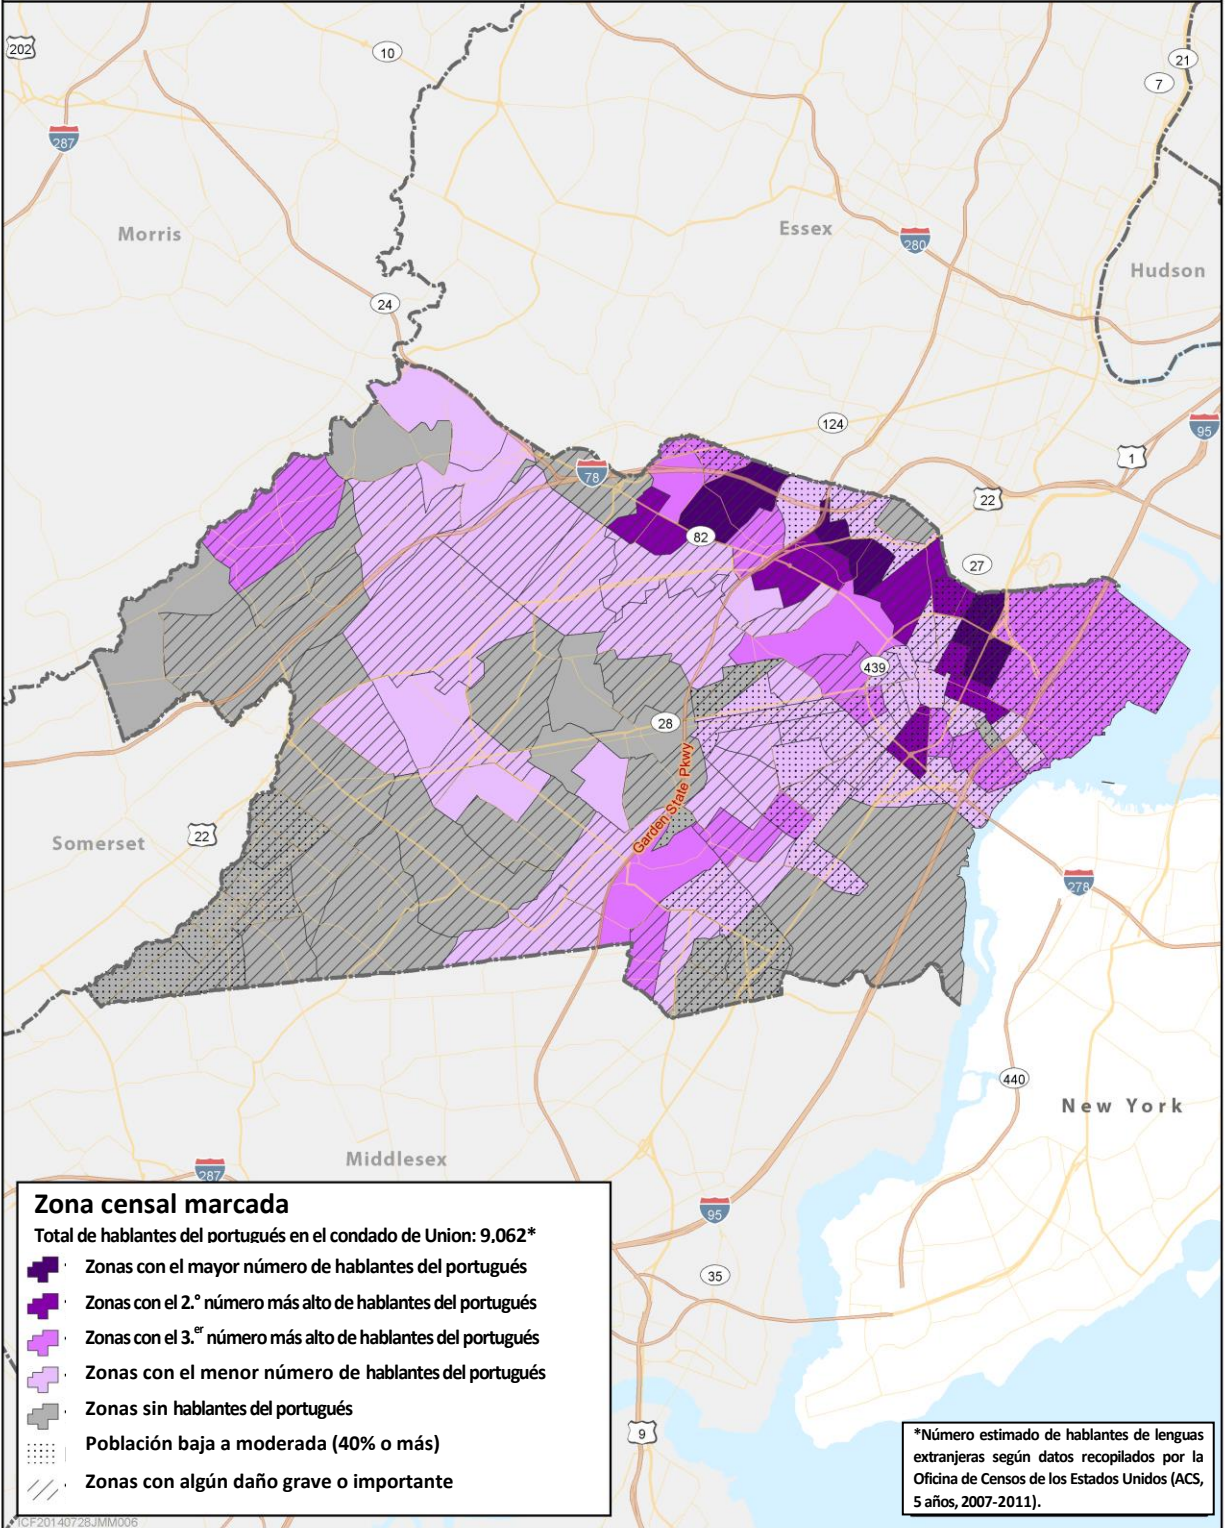 202
10
21
7
287
Morris
Essex
280
Hudson
24
124
95
1
78
22
82
27
439
28
Garden State Pkwy
Somerset
22
278
440
New York
Middlesex
287
95
35
9
Zona censal marcada
Total de hablantes del portugués en el condado de Union: 9,062*
Zonas con el mayor número de hablantes del portugués
Zonas con el 2.° número más alto de hablantes del portugués
Zonas con el 3.er número más alto de hablantes del portugués
Zonas con el menor número de hablantes del portugués
Zonas sin hablantes del portugués
Población baja a moderada (40% o más)
Zonas con algún daño grave o importante
*Número estimado de hablantes de lenguas
extranjeras según datos recopilados por la
Oficina de Censos de los Estados Unidos (ACS,
5 años, 2007-2011).
ICF20140728JMM006